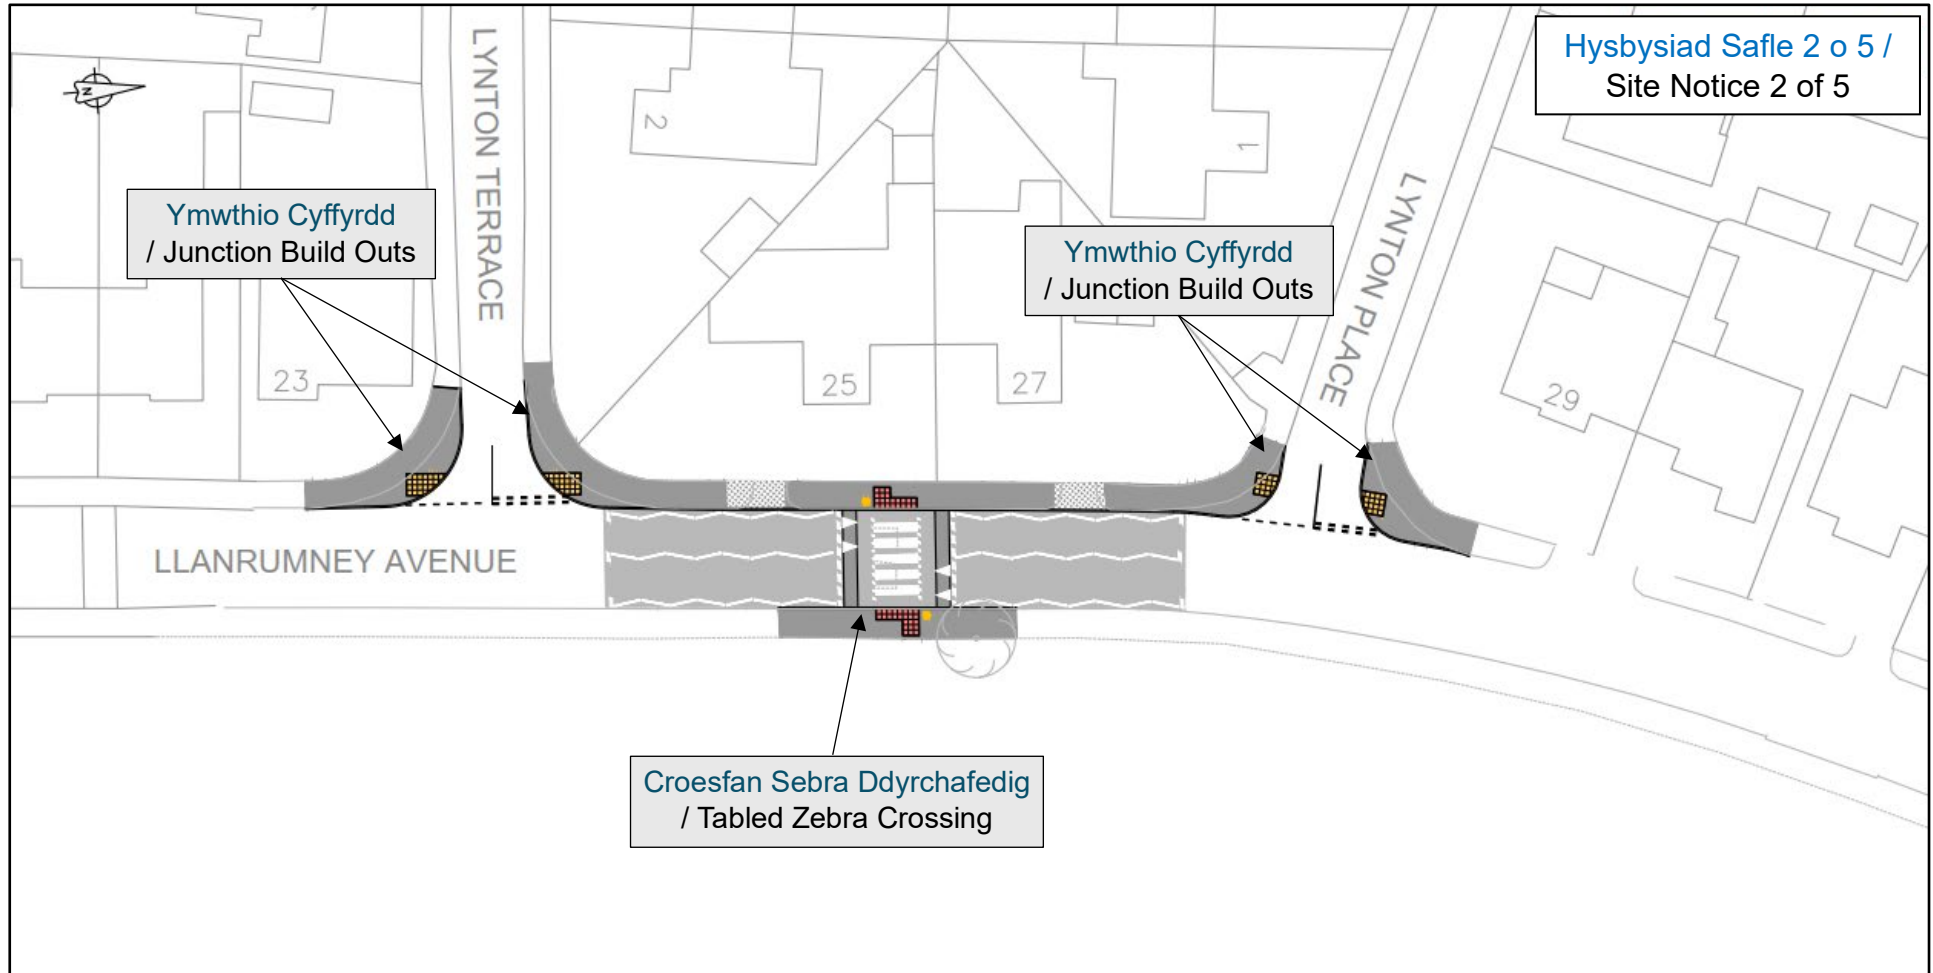 Hysbysiad Safle 2 o 5 /
Site Notice 2 of 5
N
LYNTON TERRACE
2
1
LYNTON PLACE
Ymwthio Cyffyrdd
/ Junction Build Outs
Ymwthio Cyffyrdd
/ Junction Build Outs
23
25
27
29
LLANRUMNEY AVENUE
Croesfan Sebra Ddyrchafedig
/ Tabled Zebra Crossing